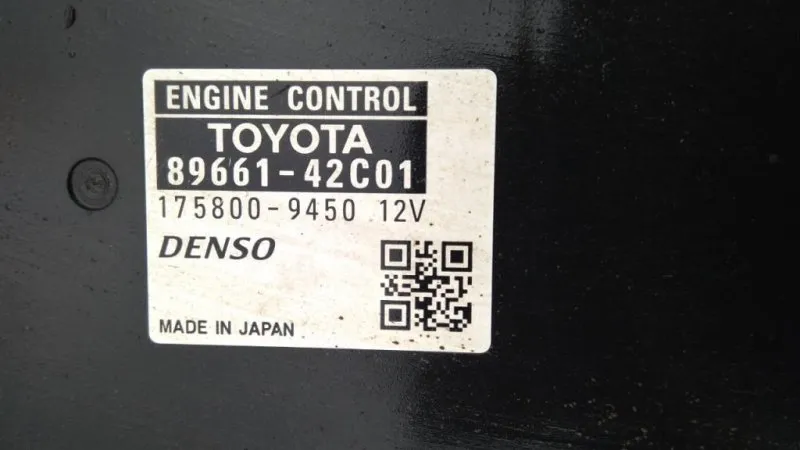 ENGINE CONTROL
TOYOTA
89661-42C01
175800-9450 12V
DENSO
MADE IN JAPAN